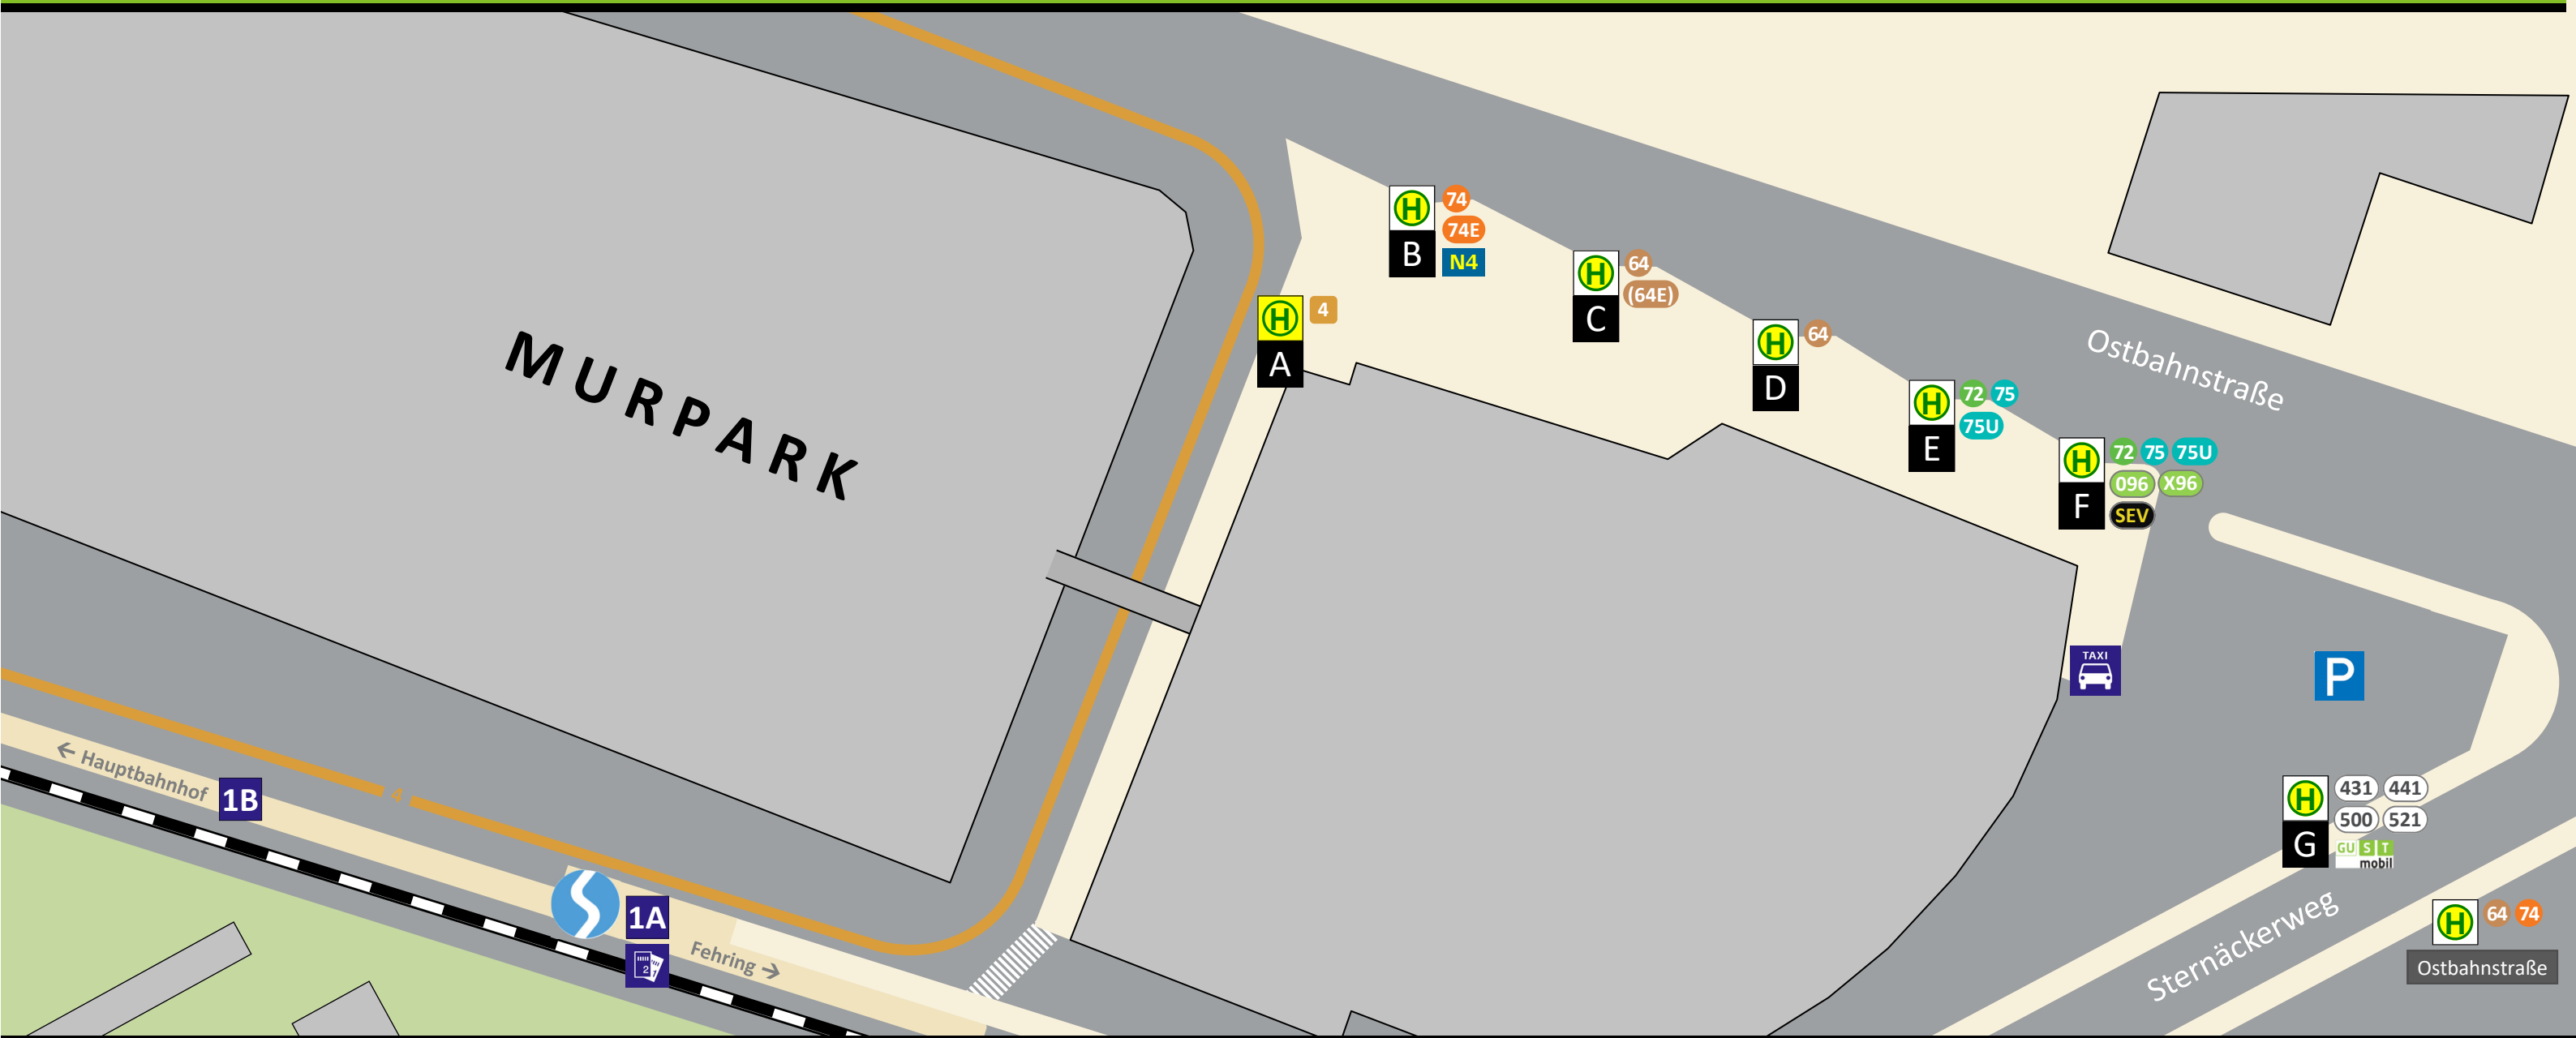 MURPARK
H
A
4
H
B
74
74E
N4
H
C
64
(64E)
H
D
64
H
E
72 75
75U
H
F
72 75 75U
096 X96
SEV
Ostbahnstraße
TAXI
P
← Hauptbahnhof
1B
4
1A
2
Fehring →
H
G
431 441
500 521
GU S T
mobil
Sternäckerweg
H
64 74
Ostbahnstraße